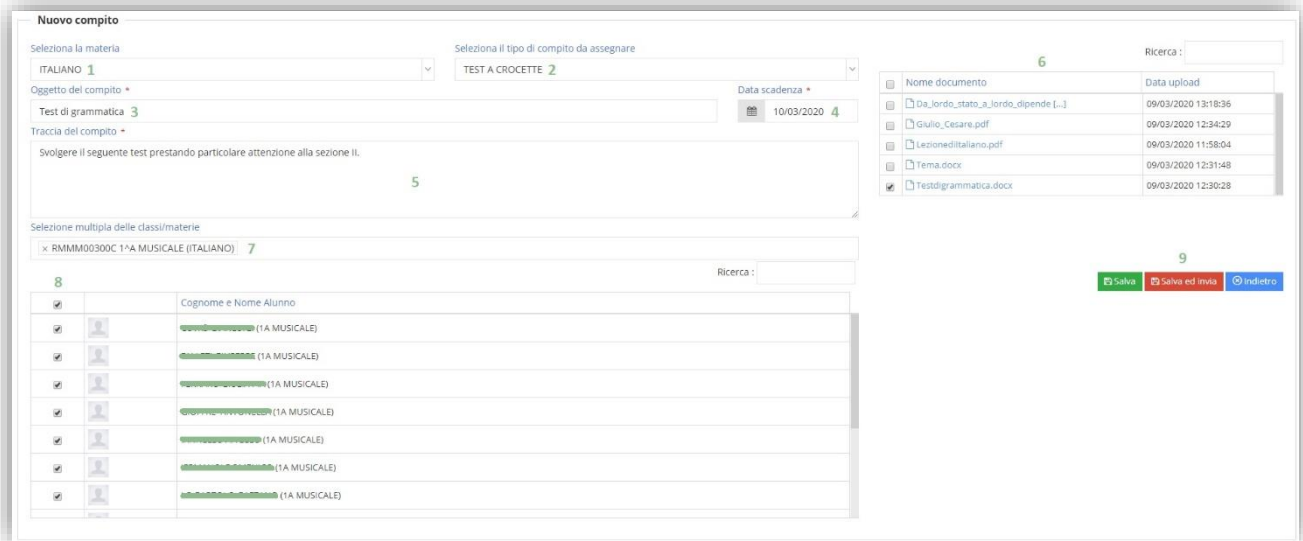 Nuovo compito
Seleziona la materia
ITALIANO 1
Seleziona il tipo di compito da assegnare
TEST A CROCETTE 2
Oggetto del compito *
Test di grammatica 3
Data scadenza *
10/03/2020 4
Traccia del compito *
Svolgere il seguente test prestando particolare attenzione alla sezione II.
5
Selezione multipla delle classi/materie
× RMMM00300C 1^A MUSICALE (ITALIANO) 7
Ricerca :
8
Cognome e Nome Alunno
(1A MUSICALE)
(1A MUSICALE)
(1A MUSICALE)
(1A MUSICALE)
(1A MUSICALE)
(1A MUSICALE)
(1A MUSICALE)
Ricerca :
6
Nome documento Data upload
Da_lordo_stato_a_lordo_dipende [...] 09/03/2020 13:18:36
Giulio_Cesare.pdf 09/03/2020 12:34:29
LezionediItaliano.pdf 09/03/2020 11:58:04
Tema.docx 09/03/2020 12:31:48
Testdigrammatica.docx 09/03/2020 12:30:28
9
Salva Salva ed invia Indietro